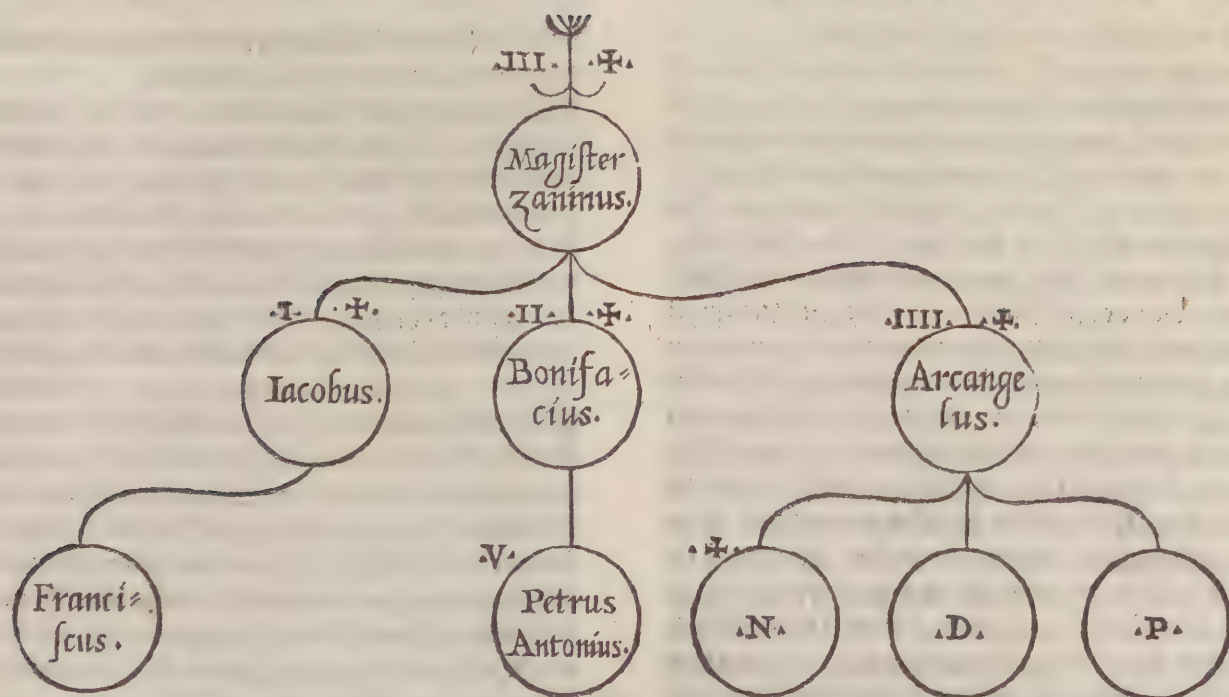 .III. .✠.
Magiſter
zaninus.
.I. .✠. .II. .✠. .IIII. .✠.
Iacobus.
Bonifa⸗
cius.
Arcange
lus.
.V. .✠.
Franci⸗
ſcus.
Petrus
Antonius.
.N. .D. .P.